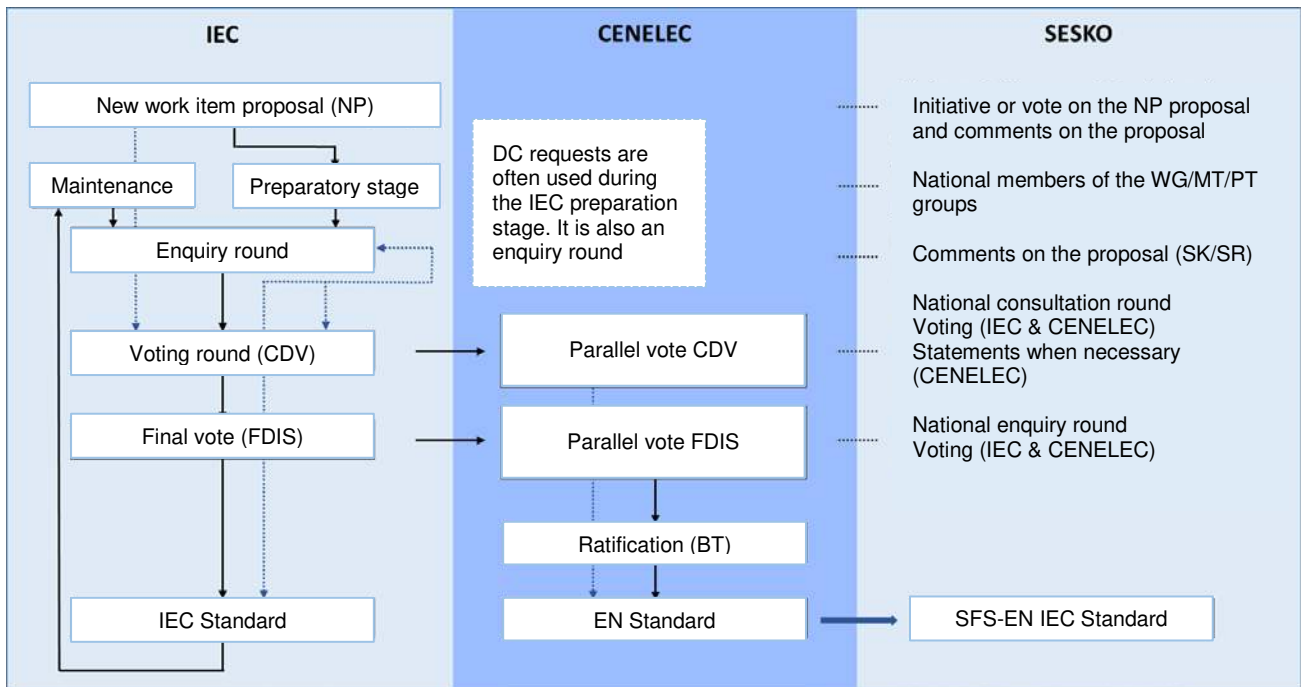 IEC
CENELEC
SESKO
New work item proposal (NP)
Maintenance
Preparatory stage
Enquiry round
Voting round (CDV)
Final vote (FDIS)
IEC Standard
DC requests are
often used during
the IEC preparation
stage. It is also an
enquiry round
Parallel vote CDV
Parallel vote FDIS
Ratification (BT)
EN Standard
Initiative or vote on the NP proposal
and comments on the proposal
National members of the WG/MT/PT
groups
Comments on the proposal (SK/SR)
National consultation round
Voting (IEC & CENELEC)
Statements when necessary
(CENELEC)
National enquiry round
Voting (IEC & CENELEC)
SFS-EN IEC Standard